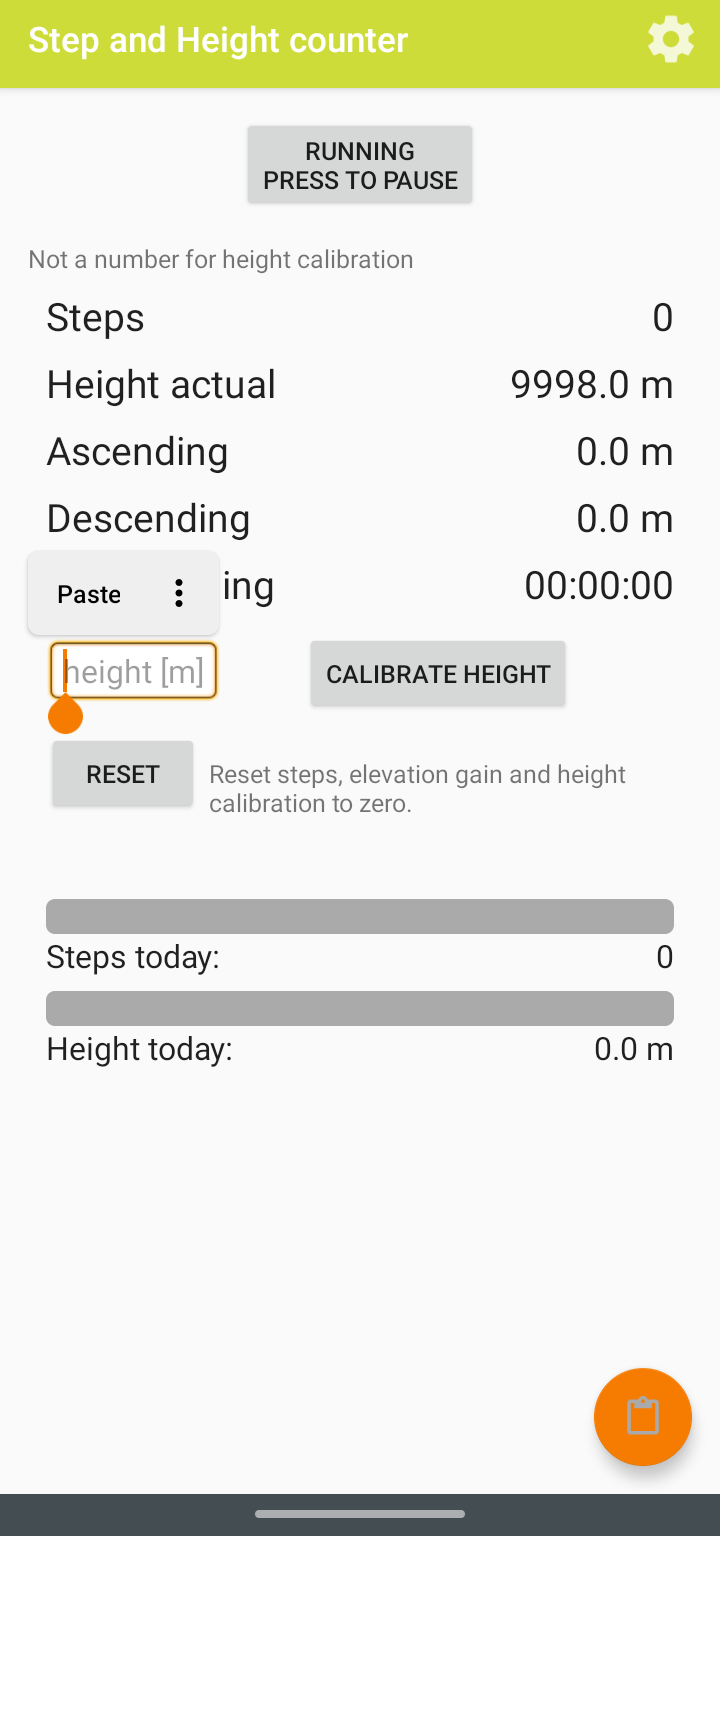 Step and Height counter
RUNNING
PRESS TO PAUSE
Not a number for height calibration
Steps 0
Height actual 9998.0 m
Ascending 0.0 m
Descending 0.0 m
Paste
ing 00:00:00
height [m]
CALIBRATE HEIGHT
RESET
Reset steps, elevation gain and height
calibration to zero.
Steps today: 0
Height today: 0.0 m